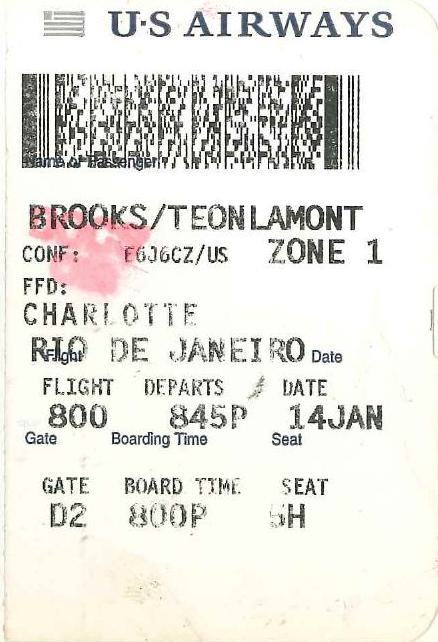 U·S AIRWAYS
Name of Passenger
BROOKS/TEONLAMONT
CONF: E6J6CZ/US ZONE 1
FFD:
CHARLOTTE
RIO DE JANEIRO
Flight Date
FLIGHT DEPARTS DATE
800 845P 14JAN
Gate Boarding Time Seat
GATE BOARD TIME SEAT
D2 800P 5H